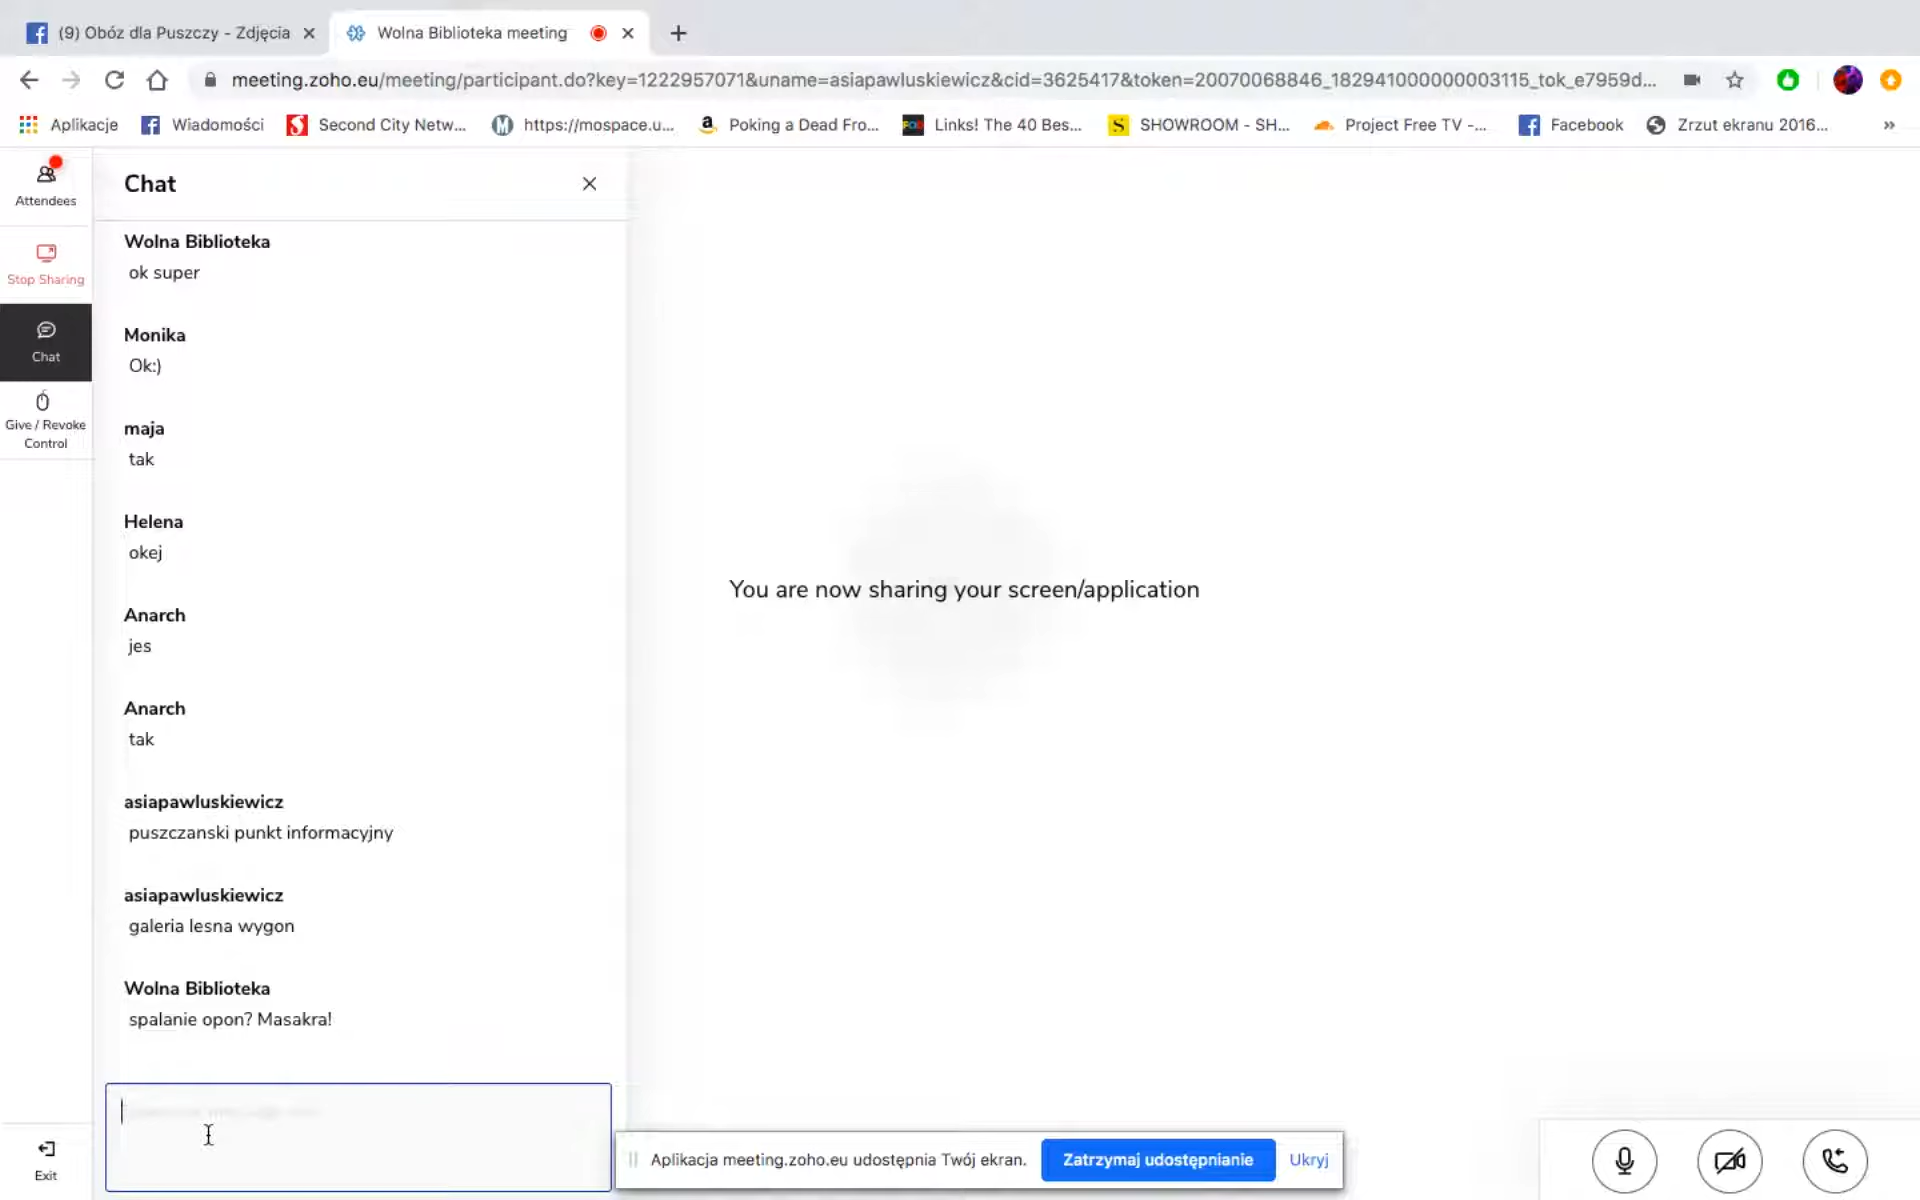 (9) Obóz dla Puszczy - Zdjęcia
Wolna Biblioteka meeting
meeting.zoho.eu/meeting/participant.do?key=1222957071&uname=asiapawluskiewicz&cid=3625417&token=20070068846_182941000000003115_tok_e7959d...
Aplikacje
Wiadomości
Second City Netw...
https://mospace.u...
Poking a Dead Fro...
Links! The 40 Bes...
SHOWROOM - SH...
Project Free TV -...
Facebook
Zrzut ekranu 2016...
»
Attendees
Stop Sharing
Chat
Give / Revoke
Control
Exit
Chat
Wolna Biblioteka
ok super
Monika
Ok:)
maja
tak
Helena
okej
Anarch
jes
Anarch
tak
asiapawluskiewicz
puszczanski punkt informacyjny
asiapawluskiewicz
galeria lesna wygon
Wolna Biblioteka
spalanie opon? Masakra!
You are now sharing your screen/application
Aplikacja meeting.zoho.eu udostępnia Twój ekran.
Zatrzymaj udostępnianie
Ukryj